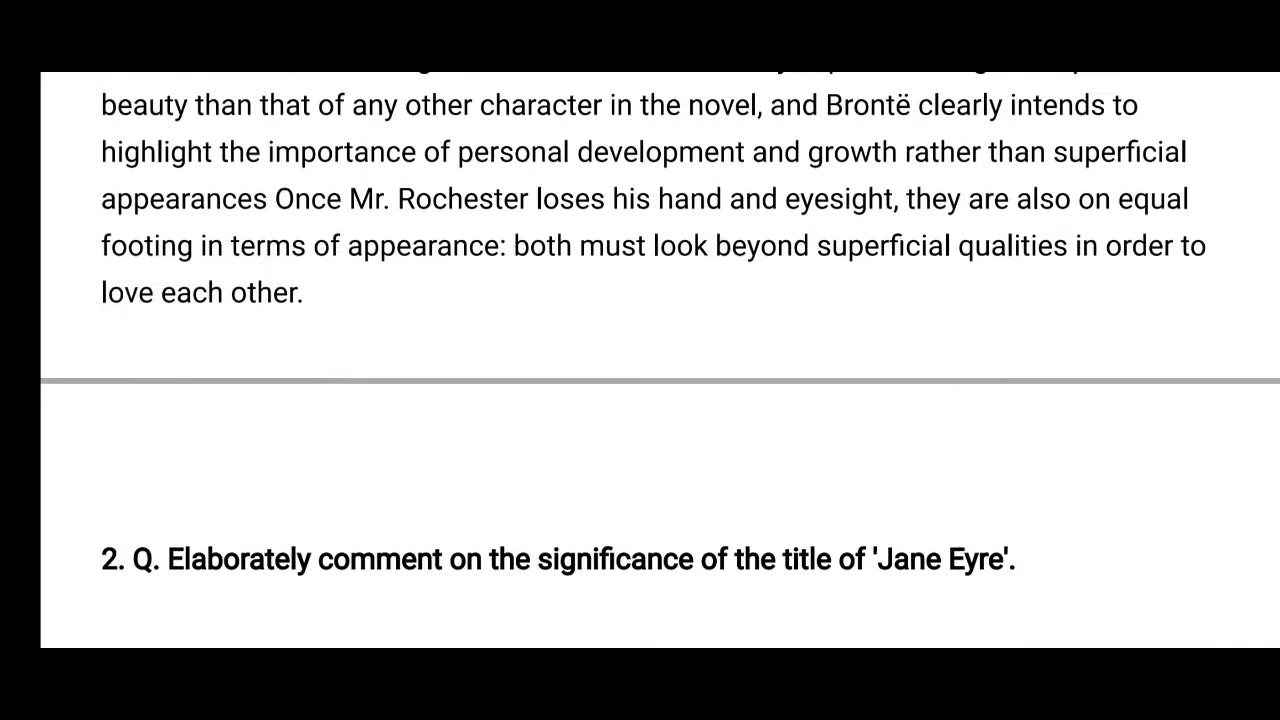 beauty than that of any other character in the novel, and Brontë clearly intends to
highlight the importance of personal development and growth rather than superficial
appearances Once Mr. Rochester loses his hand and eyesight, they are also on equal
footing in terms of appearance: both must look beyond superficial qualities in order to
love each other.
2. Q. Elaborately comment on the significance of the title of 'Jane Eyre'.